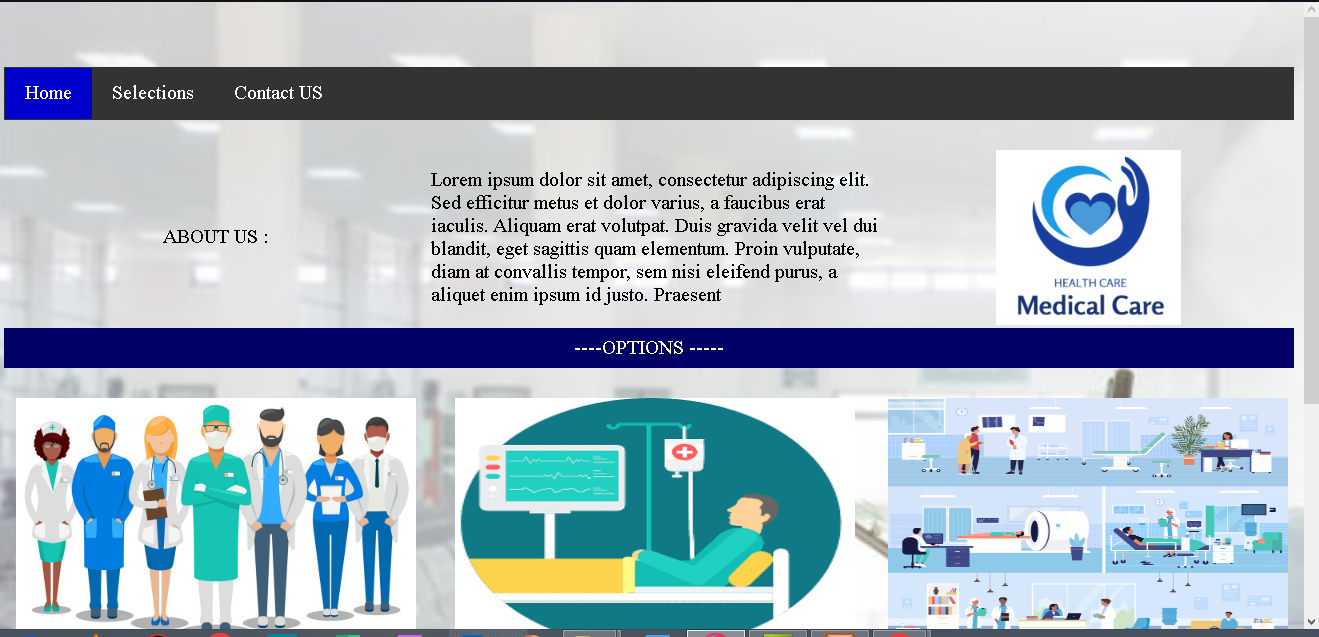 Home Selections Contact US
Lorem ipsum dolor sit amet, consectetur adipiscing elit.
Sed efficitur metus et dolor varius, a faucibus erat
iaculis. Aliquam erat volutpat. Duis gravida velit vel dui
blandit, eget sagittis quam elementum. Proin vulputate,
diam at convallis tempor, sem nisi eleifend purus, a
aliquet enim ipsum id justo. Praesent
ABOUT US :
HEALTH CARE
Medical Care
----OPTIONS -----